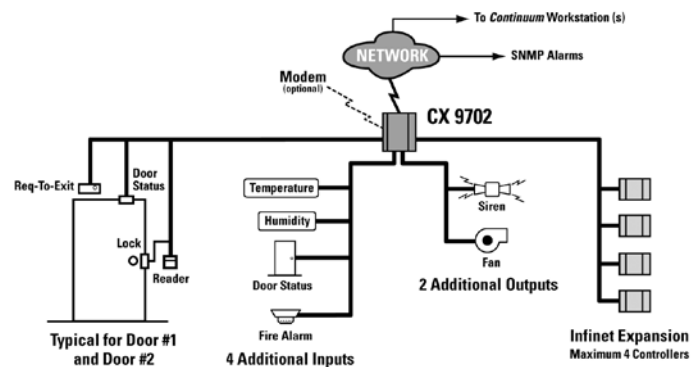 To Continuum Workstation (s)
NETWORK
SNMP Alarms
Modem
(optional)
CX 9702
Req-To-Exit
Door
Status
Lock
Reader
Typical for Door #1
and Door #2
Temperature
Humidity
Door Status
Fire Alarm
4 Additional Inputs
Siren
Fan
2 Additional Outputs
Infinet Expansion
Maximum 4 Controllers